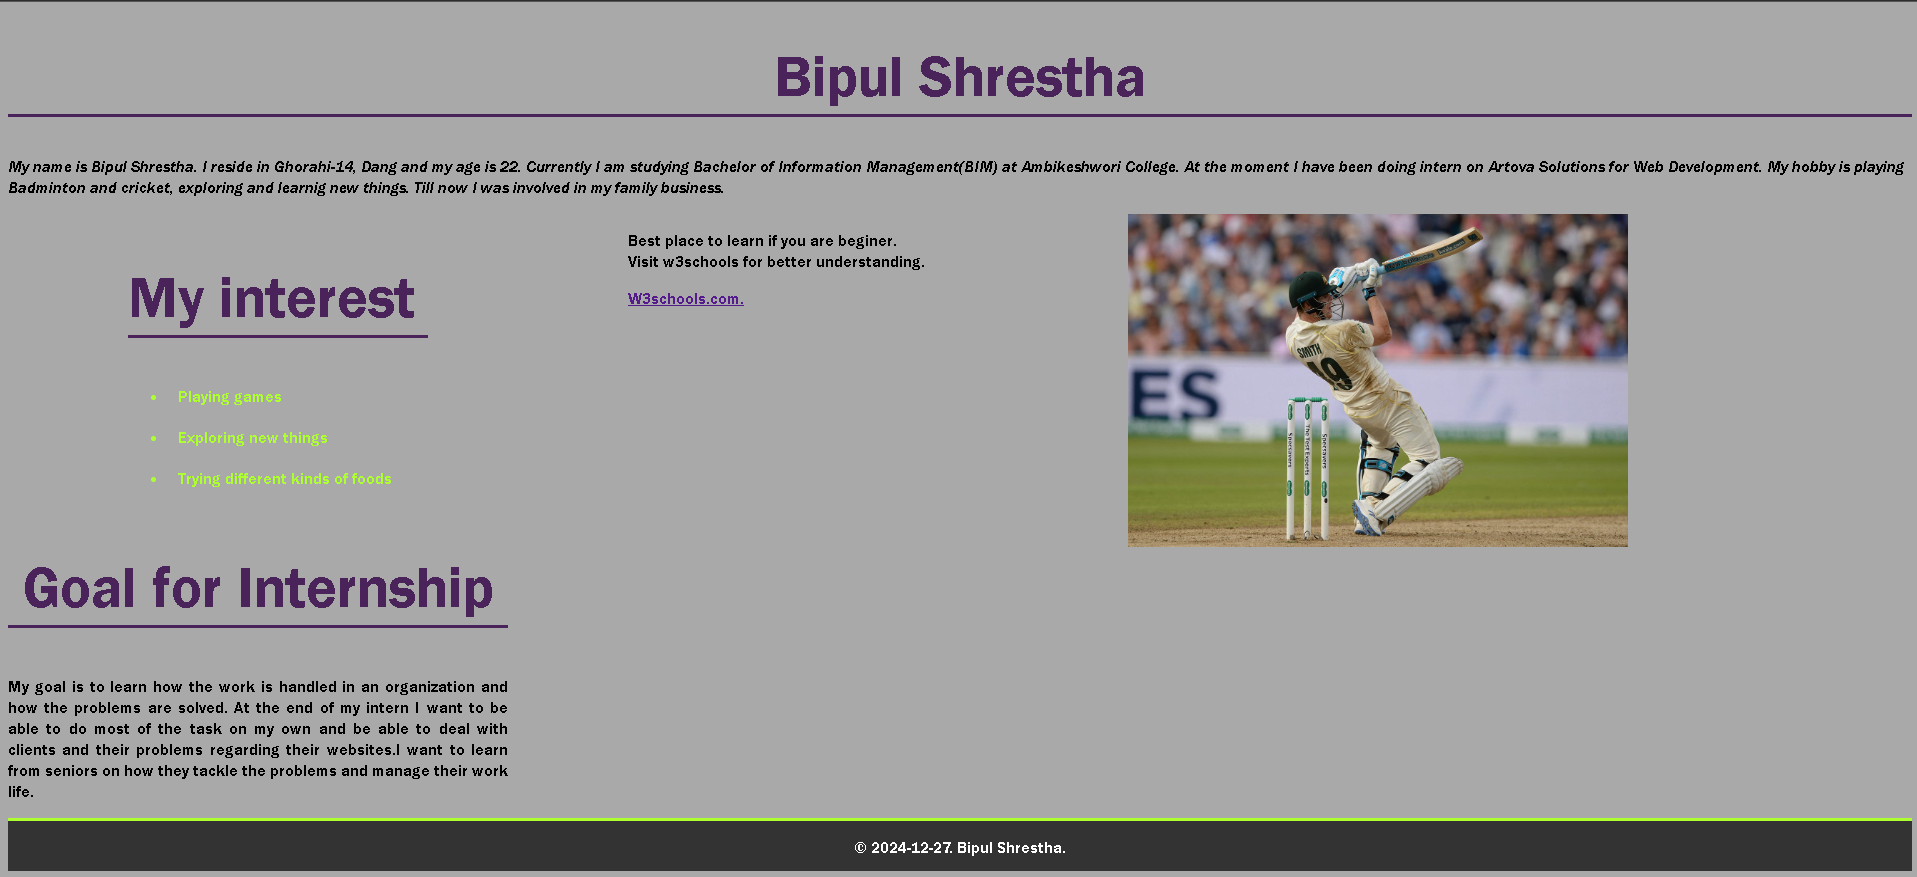 Bipul Shrestha
My name is Bipul Shrestha. I reside in Ghorahi-14, Dang and my age is 22. Currently I am studying Bachelor of Information Management(BIM) at Ambikeshwori College. At the moment I have been doing intern on Artova Solutions for Web Development. My hobby is playing
Badminton and cricket, exploring and learnig new things. Till now I was involved in my family business.
My interest
• Playing games
• Exploring new things
• Trying different kinds of foods
Goal for Internship
My goal is to learn how the work is handled in an organization and
how the problems are solved. At the end of my intern I want to be
able to do most of the task on my own and be able to deal with
clients and their problems regarding their websites.I want to learn
from seniors on how they tackle the problems and manage their work
life.
Best place to learn if you are beginer.
Visit w3schools for better understanding.
W3schools.com.
SMITH
49
ES
Specsavers
The Test Experts
Specsavers
© 2024-12-27. Bipul Shrestha.